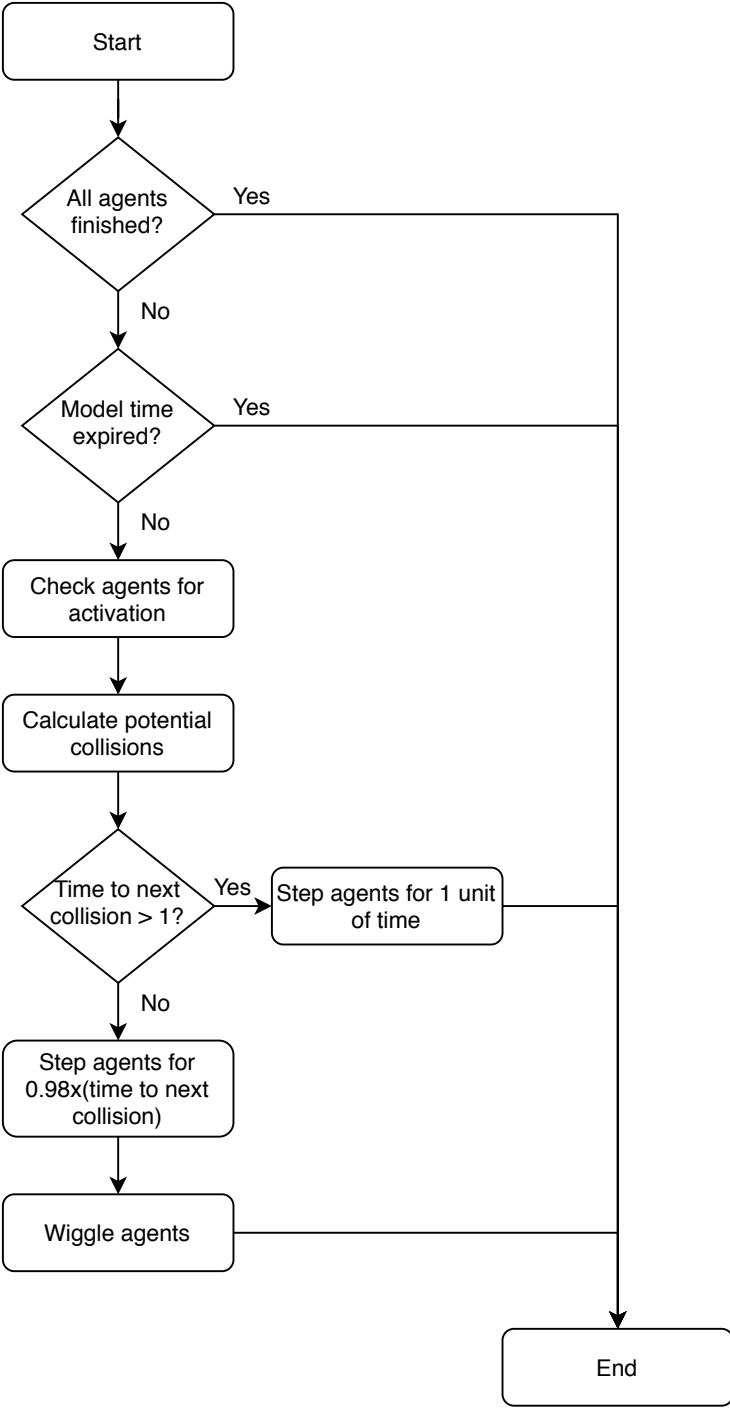 Start
All agents
finished?
Yes
No
Model time
expired?
Yes
No
Check agents for
activation
Calculate potential
collisions
Time to next
collision > 1?
Yes
Step agents for 1 unit
of time
No
Step agents for
0.98x(time to next
collision)
Wiggle agents
End